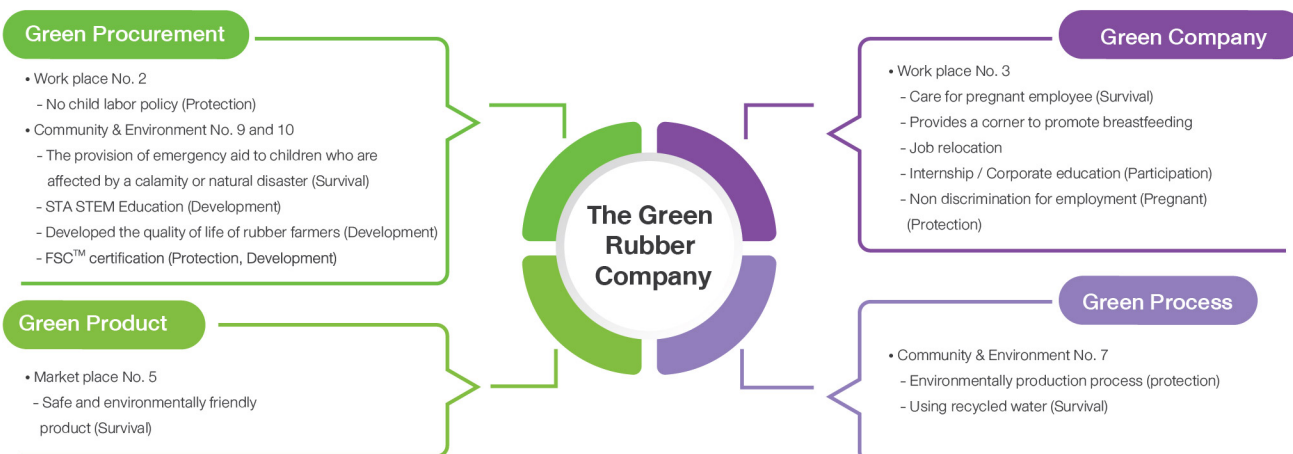 Green Procurement
• Work place No. 2
- No child labor policy (Protection)
• Community & Environment No. 9 and 10
- The provision of emergency aid to children who are
affected by a calamity or natural disaster (Survival)
- STA STEM Education (Development)
- Developed the quality of life of rubber farmers (Development)
- FSC™ certification (Protection, Development)
Green Product
• Market place No. 5
- Safe and environmentally friendly
product (Survival)
The Green
Rubber
Company
Green Company
• Work place No. 3
- Care for pregnant employee (Survival)
- Provides a corner to promote breastfeeding
- Job relocation
- Internship / Corporate education (Participation)
- Non discrimination for employment (Pregnant)
(Protection)
Green Process
• Community & Environment No. 7
- Environmentally production process (protection)
- Using recycled water (Survival)